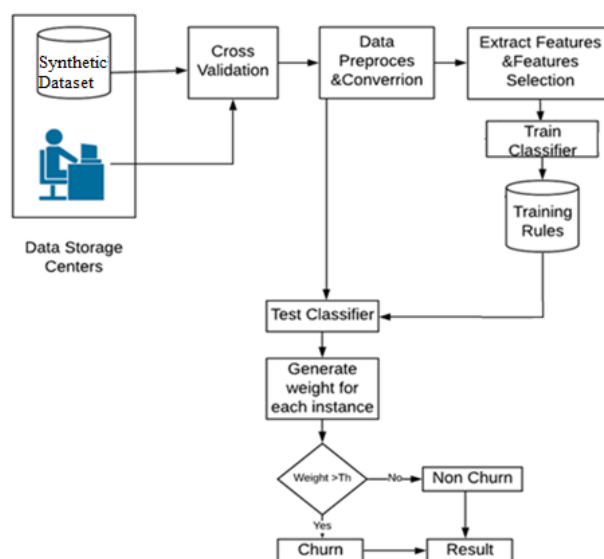 Synthetic
Dataset
Cross
Validation
Data
Preproces
&Converrion
Extract Features
&Features
Selection
Train
Classifier
Training
Rules
Data Storage
Centers
Test Classifier
Generate
weight for
each instance
Weight >Th
No
Non Churn
Yes
Churn
Result